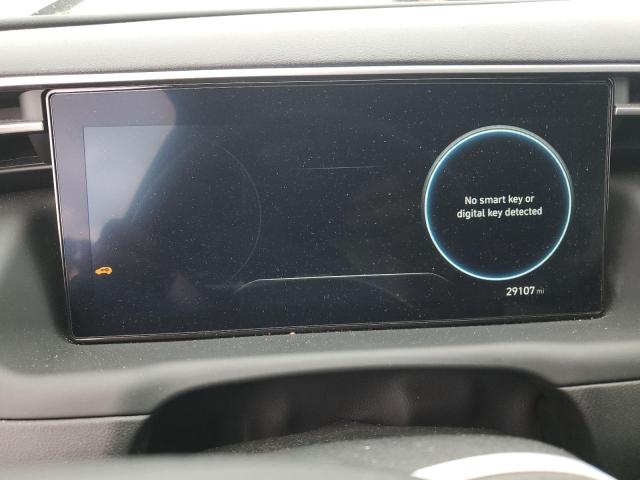 No smart key or
digital key detected
29107 mi